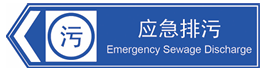 污
应急排污
Emergency Sewage Discharge